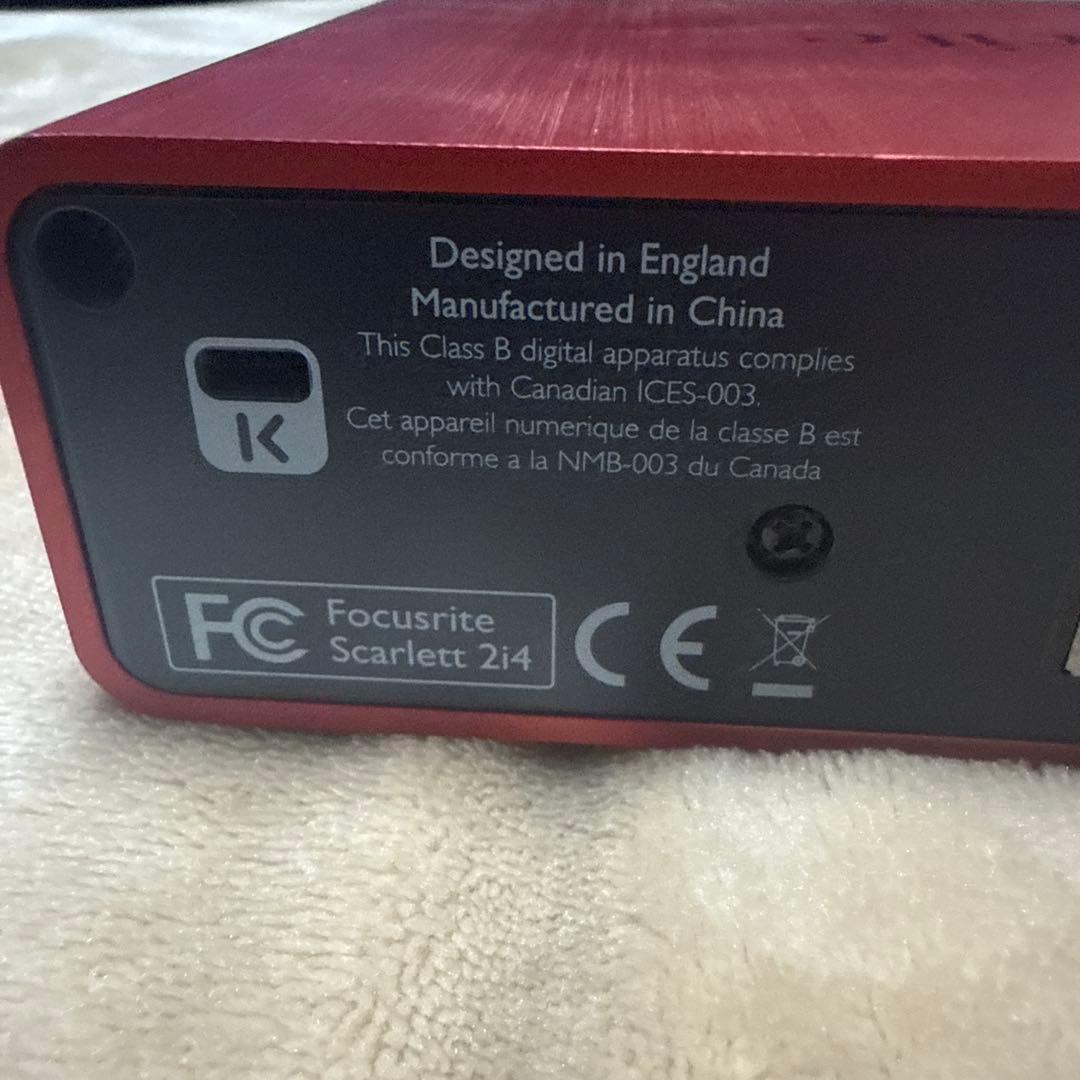 Designed in England
Manufactured in China
This Class B digital apparatus complies
with Canadian ICES-003.
Cet appareil numerique de la classe B est
conforme a la NMB-003 du Canada
K
FC Focusrite
Scarlett 2i4
CE